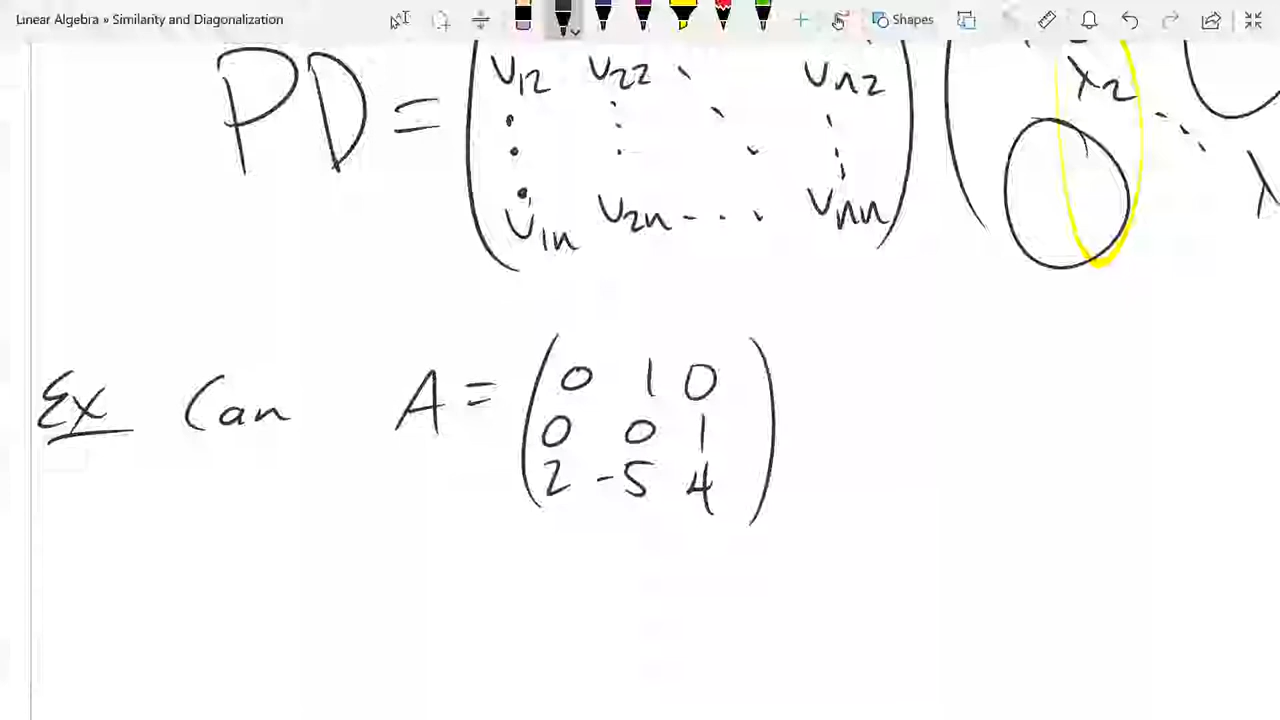 Linear Algebra » Similarity and Diagonalization
Shapes
PD = ( v12 v22 ⋱ vn2
⋮ ⋮ ⋱ ⋮
v1n v2n - . . . vnn ) ( λ2 ⋱ λ
0
Ex Can A = ( 0 1 0
0 0 1
2 -5 4 )